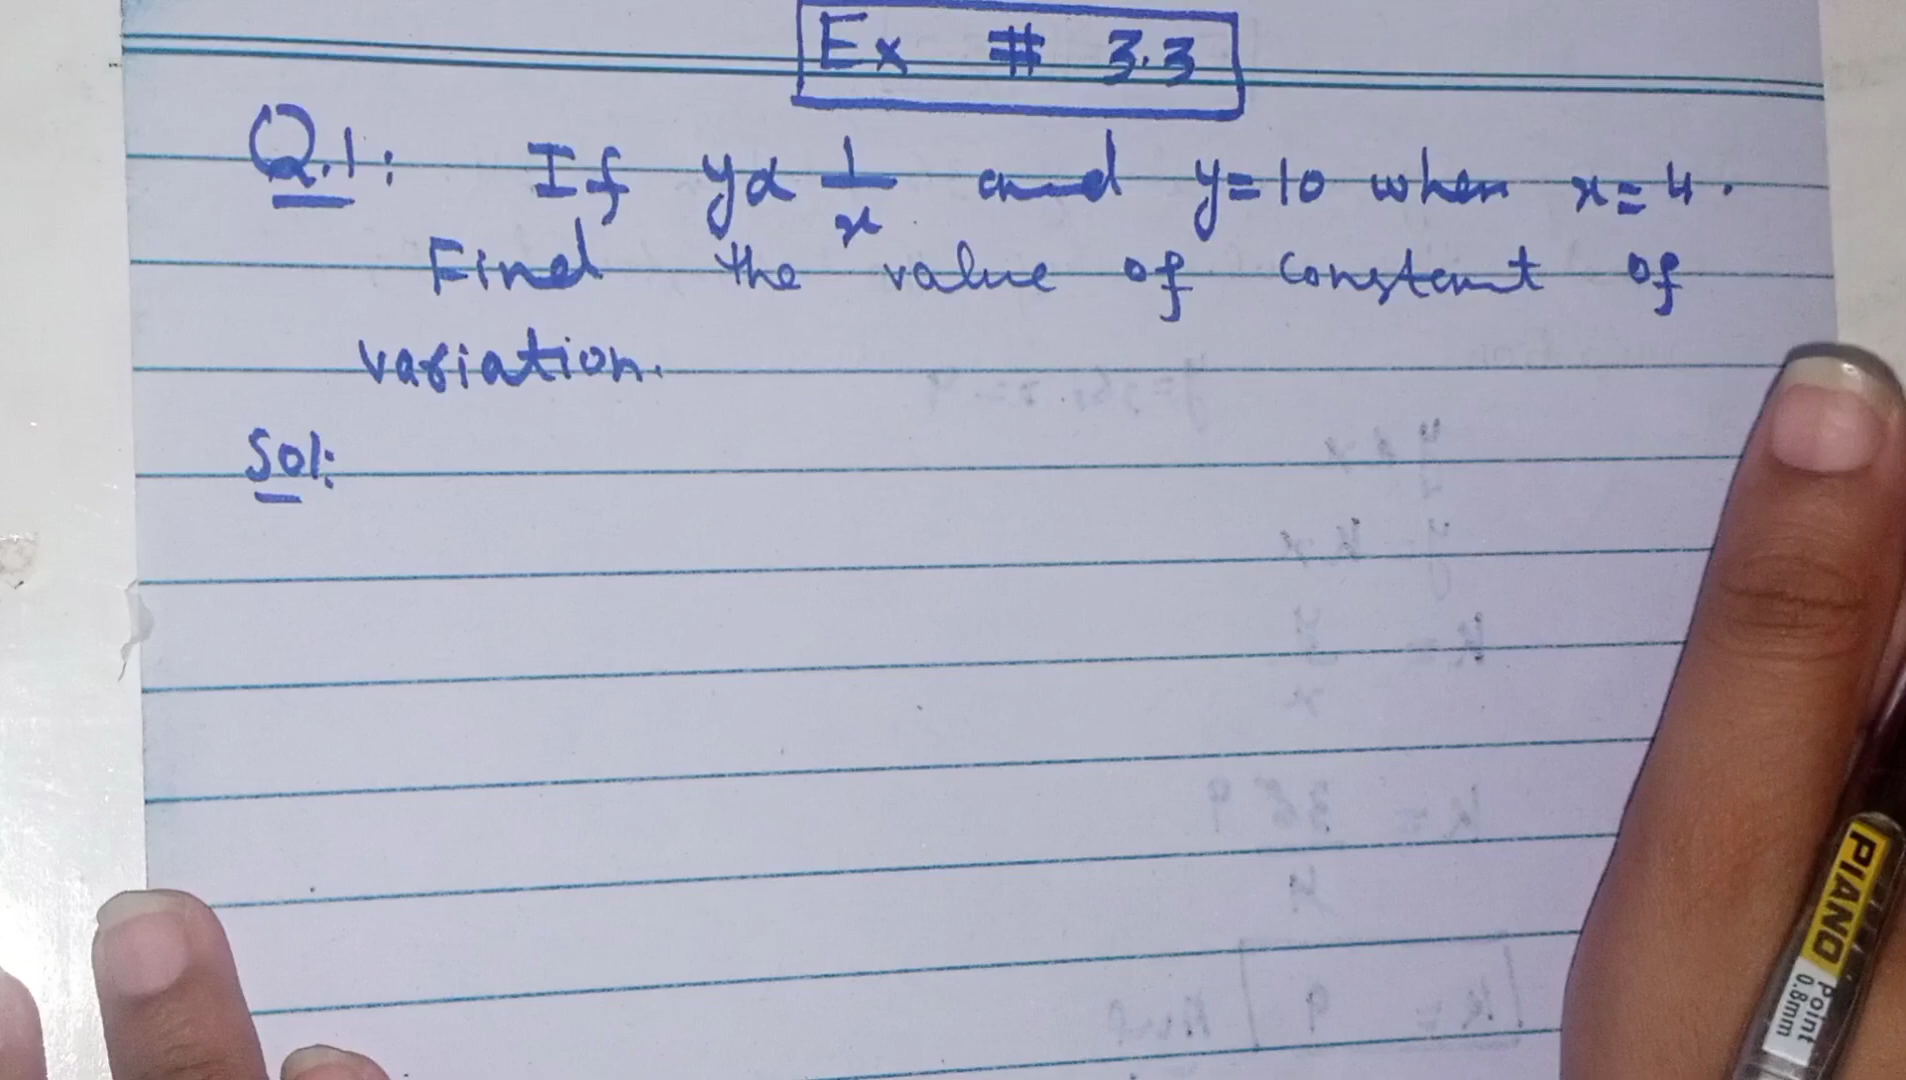 Ex # 3.3
Q.1: If y∝ 1/x and y=10 when x=4.
Find the value of constant of
variation.
Sol:
PIANO
Point
0.8mm